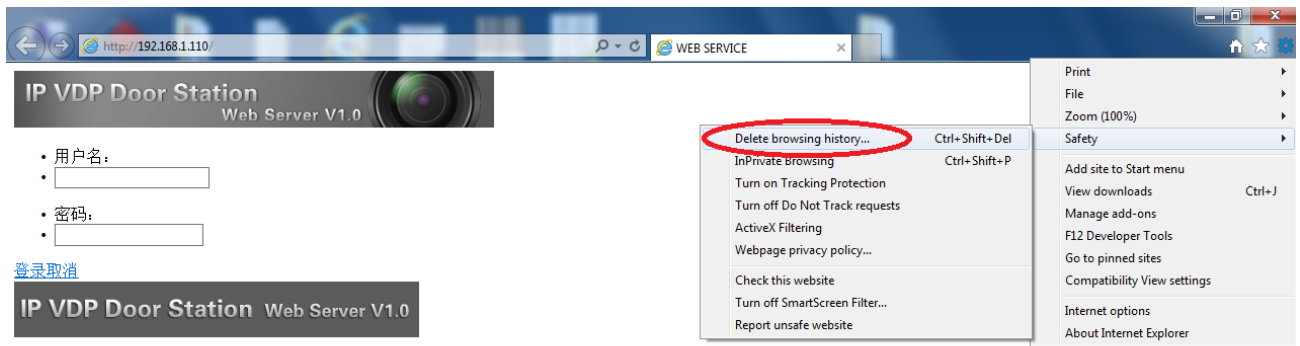 http://192.168.1.110/
WEB SERVICE
IP VDP Door Station
Web Server V1.0
用户名：
密码：
登录取消
IP VDP Door Station Web Server V1.0
Print
File
Zoom (100%)
Safety
Add site to Start menu
View downloads Ctrl+J
Manage add-ons
F12 Developer Tools
Go to pinned sites
Compatibility View settings
Internet options
About Internet Explorer
Delete browsing history... Ctrl+Shift+Del
InPrivate Browsing Ctrl+Shift+P
Turn on Tracking Protection
Turn off Do Not Track requests
ActiveX Filtering
Webpage privacy policy...
Check this website
Turn off SmartScreen Filter...
Report unsafe website